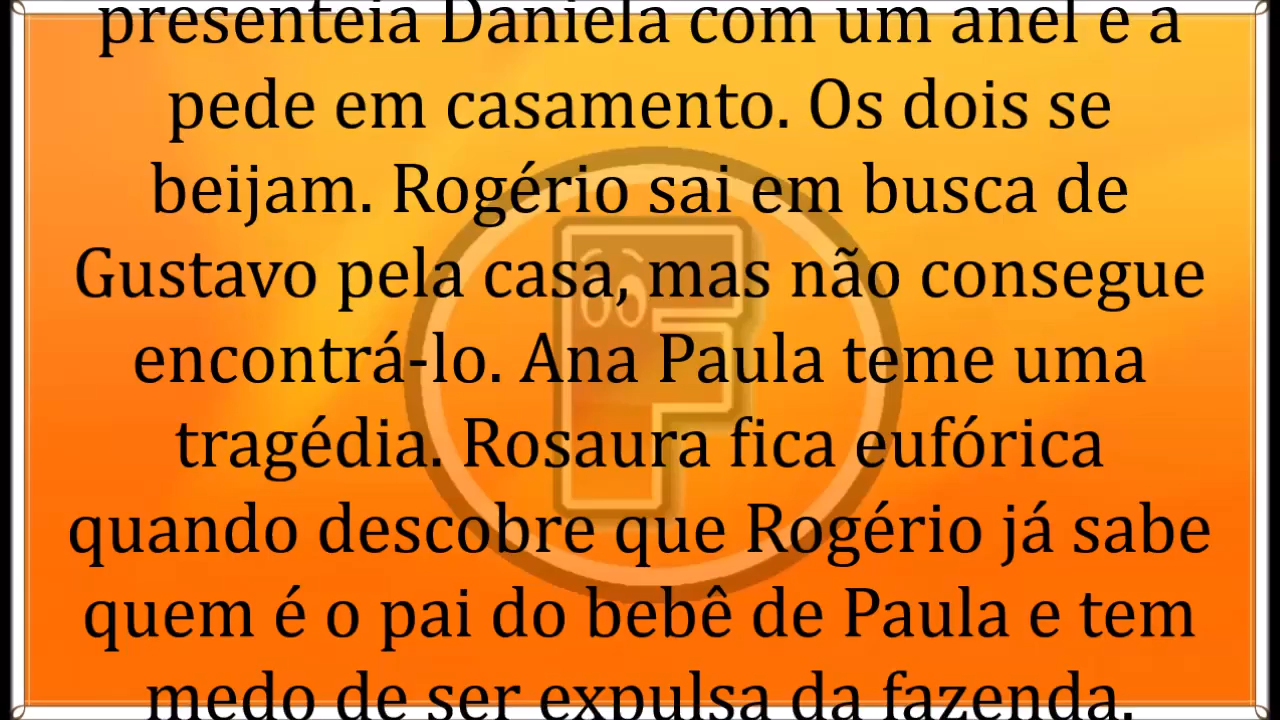 presenteia Daniela com um anel e a
pede em casamento. Os dois se
beijam. Rogério sai em busca de
Gustavo pela casa, mas não consegue
encontrá-lo. Ana Paula teme uma
tragédia. Rosaura fica eufórica
quando descobre que Rogério já sabe
quem é o pai do bebê de Paula e tem
medo de ser expulsa da fazenda.